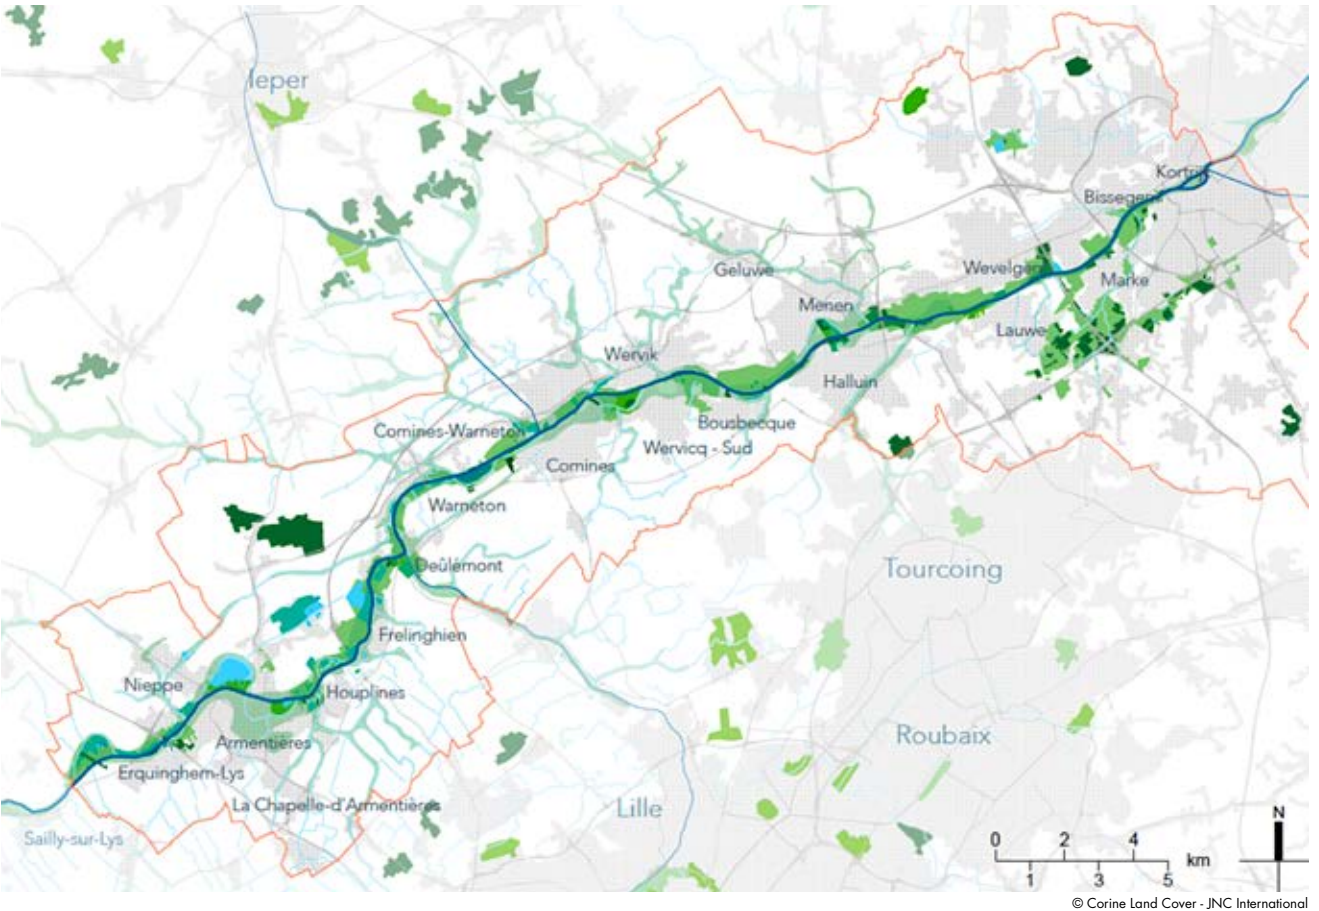 Ieper
Kortrijk
Bissegem
Geluwe
Wevelgem
Marke
Menen
Lauwe
Wervik
Halluin
Bousbecque
Comines-Warneton
Wervicq - Sud
Comines
Warneton
Deûlémont
Tourcoing
Frelinghien
Nieppe
Houplines
Armentières
Roubaix
Erquinghem-Lys
La Chapelle-d'Armentières
Lille
Sailly-sur-Lys
N
0 2 4
km
1 3 5
© Corine Land Cover - JNC International